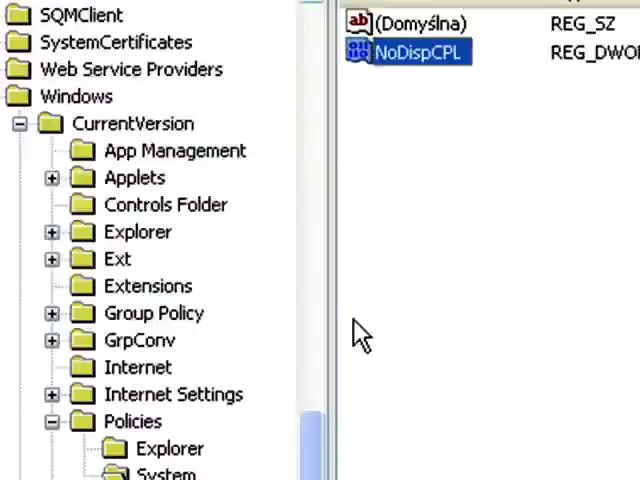 SQMClient
SystemCertificates
Web Service Providers
Windows
CurrentVersion
App Management
Applets
Controls Folder
Explorer
Ext
Extensions
Group Policy
GrpConv
Internet
Internet Settings
Policies
Explorer
System
(Domyślna) REG_SZ
NoDispCPL REG_DWO